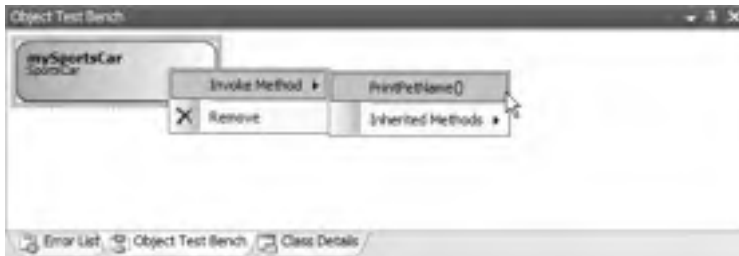 Object Test Bench
mySportsCar
SportsCar
Invoke Method
Remove
PrintPetName()
Inherited Methods
Error List
Object Test Bench
Class Details